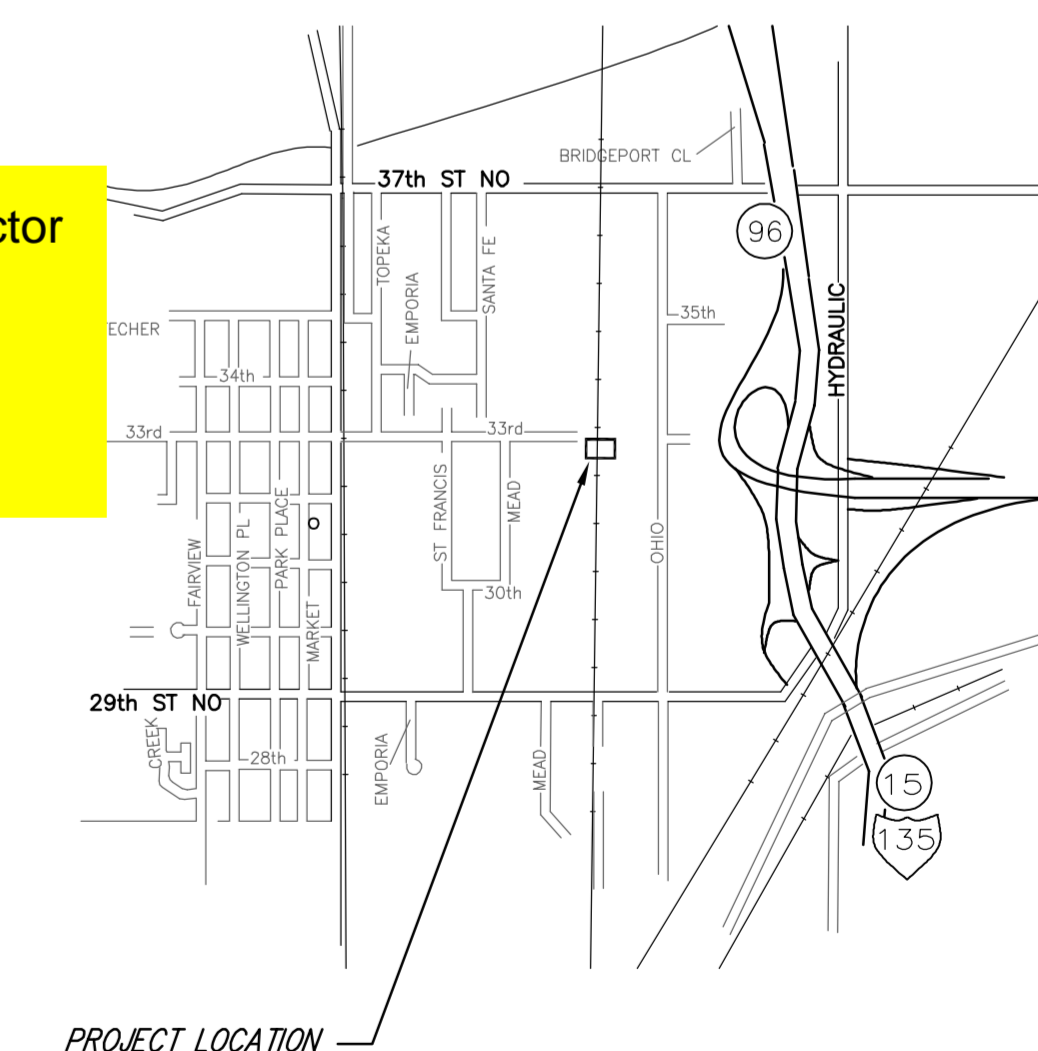 ctor
37th ST NO
BRIDGEPORT CL
96
TOPEKA
SANTA FE
EMPORIA
35th
HYDRAULIC
ECHER
34th
33rd
33rd
ST FRANCIS
MEAD
OHIO
FAIRVIEW
WELLINGTON PL
PARK PLACE
MARKET
30th
29th ST NO
CREEK
28th
EMPORIA
MEAD
15
135
PROJECT LOCATION